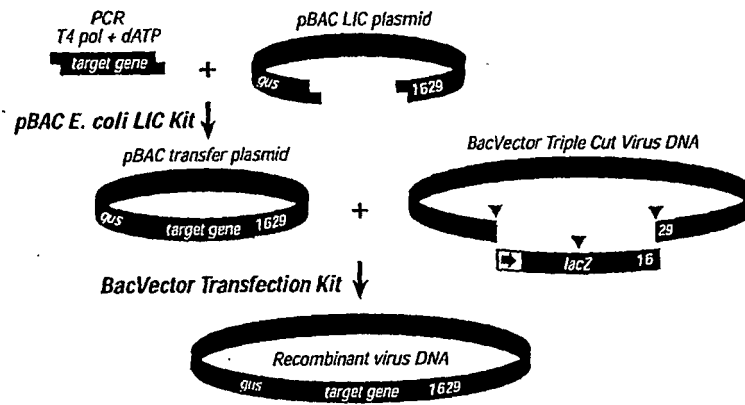 PCR
T4 pol + dATP
target gene
+
pBAC LIC plasmid
gus
1629
pBAC E. coli LIC Kit
pBAC transfer plasmid
gus target gene 1629
+
BacVector Triple Cut Virus DNA
29
lacZ 16
BacVector Transfection Kit
Recombinant virus DNA
gus target gene 1629